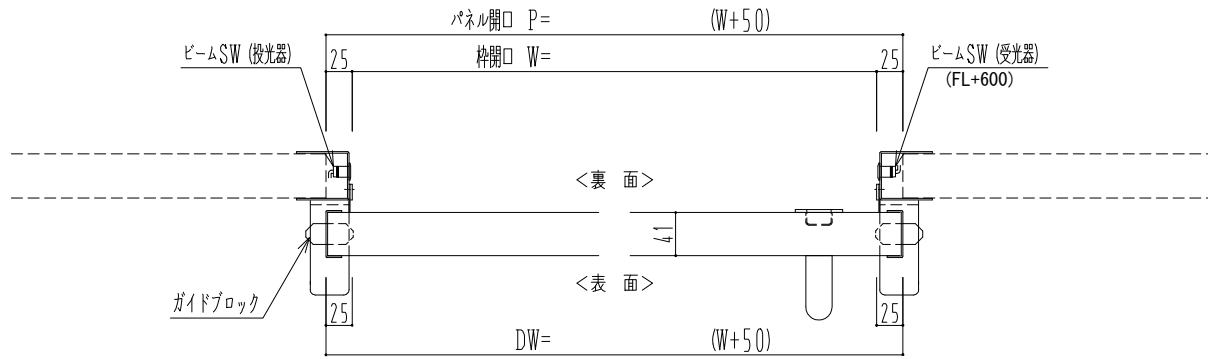 パネル開口 P= (W+50)
ビームSW (投光器)
25
枠開口 W=
25
ビームSW (受光器)
(FL+600)
<裏 面>
41
<表 面>
ガイドブロック
25
25
DW= (W+50)